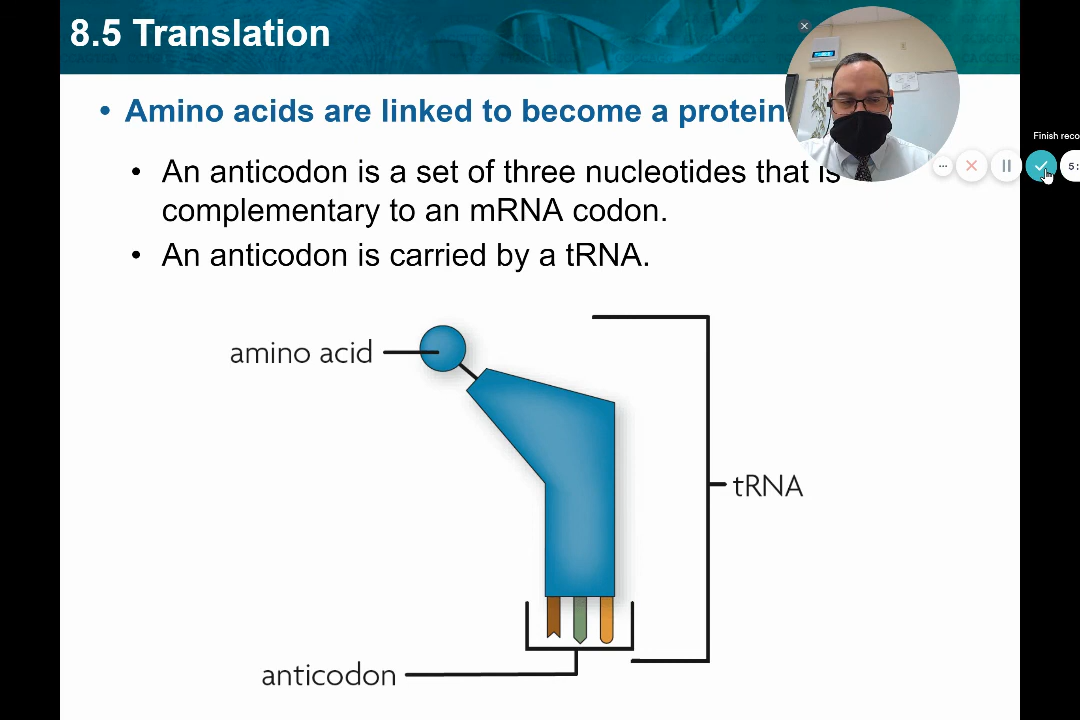 8.5 Translation
• Amino acids are linked to become a protein
• An anticodon is a set of three nucleotides that is
complementary to an mRNA codon.
• An anticodon is carried by a tRNA.
Finish reco
5:
amino acid
tRNA
anticodon